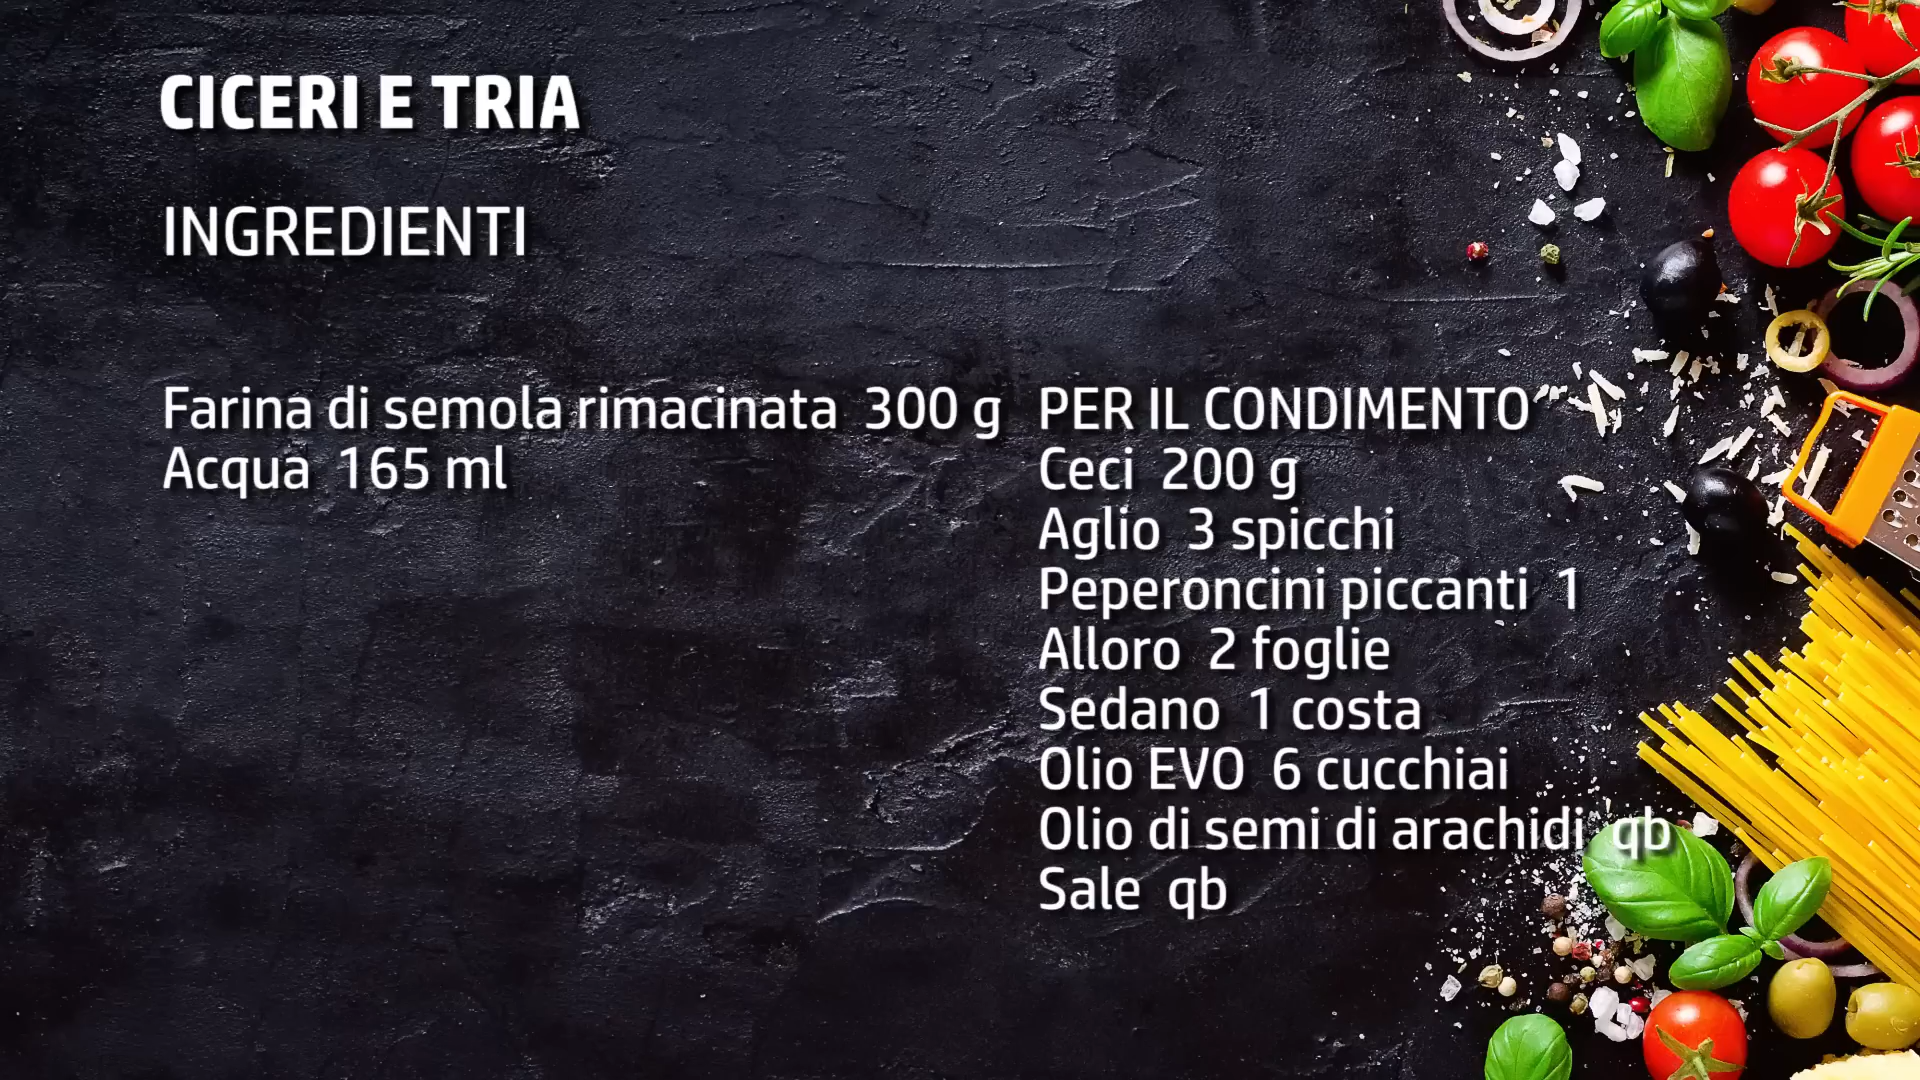 CICERI E TRIA
INGREDIENTI
Farina di semola rimacinata 300 g
Acqua 165 ml
PER IL CONDIMENTO
Ceci 200 g
Aglio 3 spicchi
Peperoncini piccanti 1
Alloro 2 foglie
Sedano 1 costa
Olio EVO 6 cucchiai
Olio di semi di arachidi qb
Sale qb